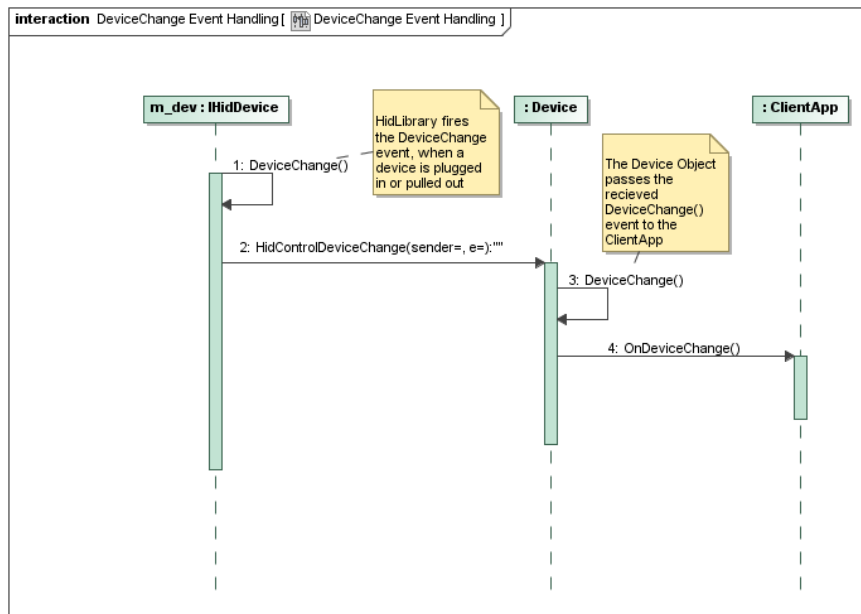 interaction DeviceChange Event Handling[ DeviceChange Event Handling ]
m_dev : IHidDevice
: Device
: ClientApp
HidLibrary fires
the DeviceChange
event, when a
device is plugged
in or pulled out
1: DeviceChange()
The Device Object
passes the
recieved
DeviceChange()
event to the
ClientApp
2: HidControlDeviceChange(sender=, e=):""
3: DeviceChange()
4: OnDeviceChange()